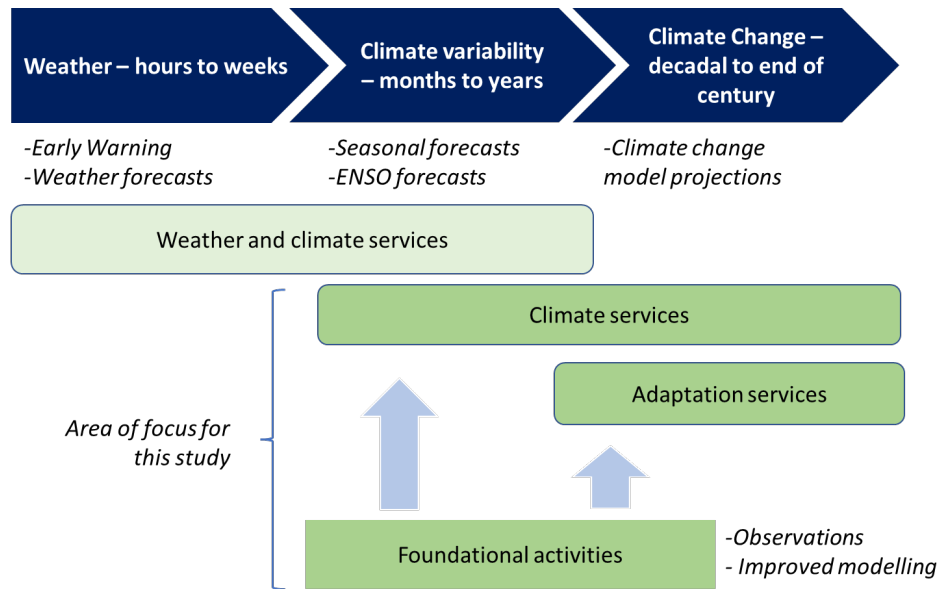 Weather – hours to weeks
Climate variability
– months to years
Climate Change –
decadal to end of
century
-Early Warning
-Weather forecasts
-Seasonal forecasts
-ENSO forecasts
-Climate change
model projections
Weather and climate services
Climate services
Adaptation services
Area of focus for
this study
Foundational activities
-Observations
- Improved modelling